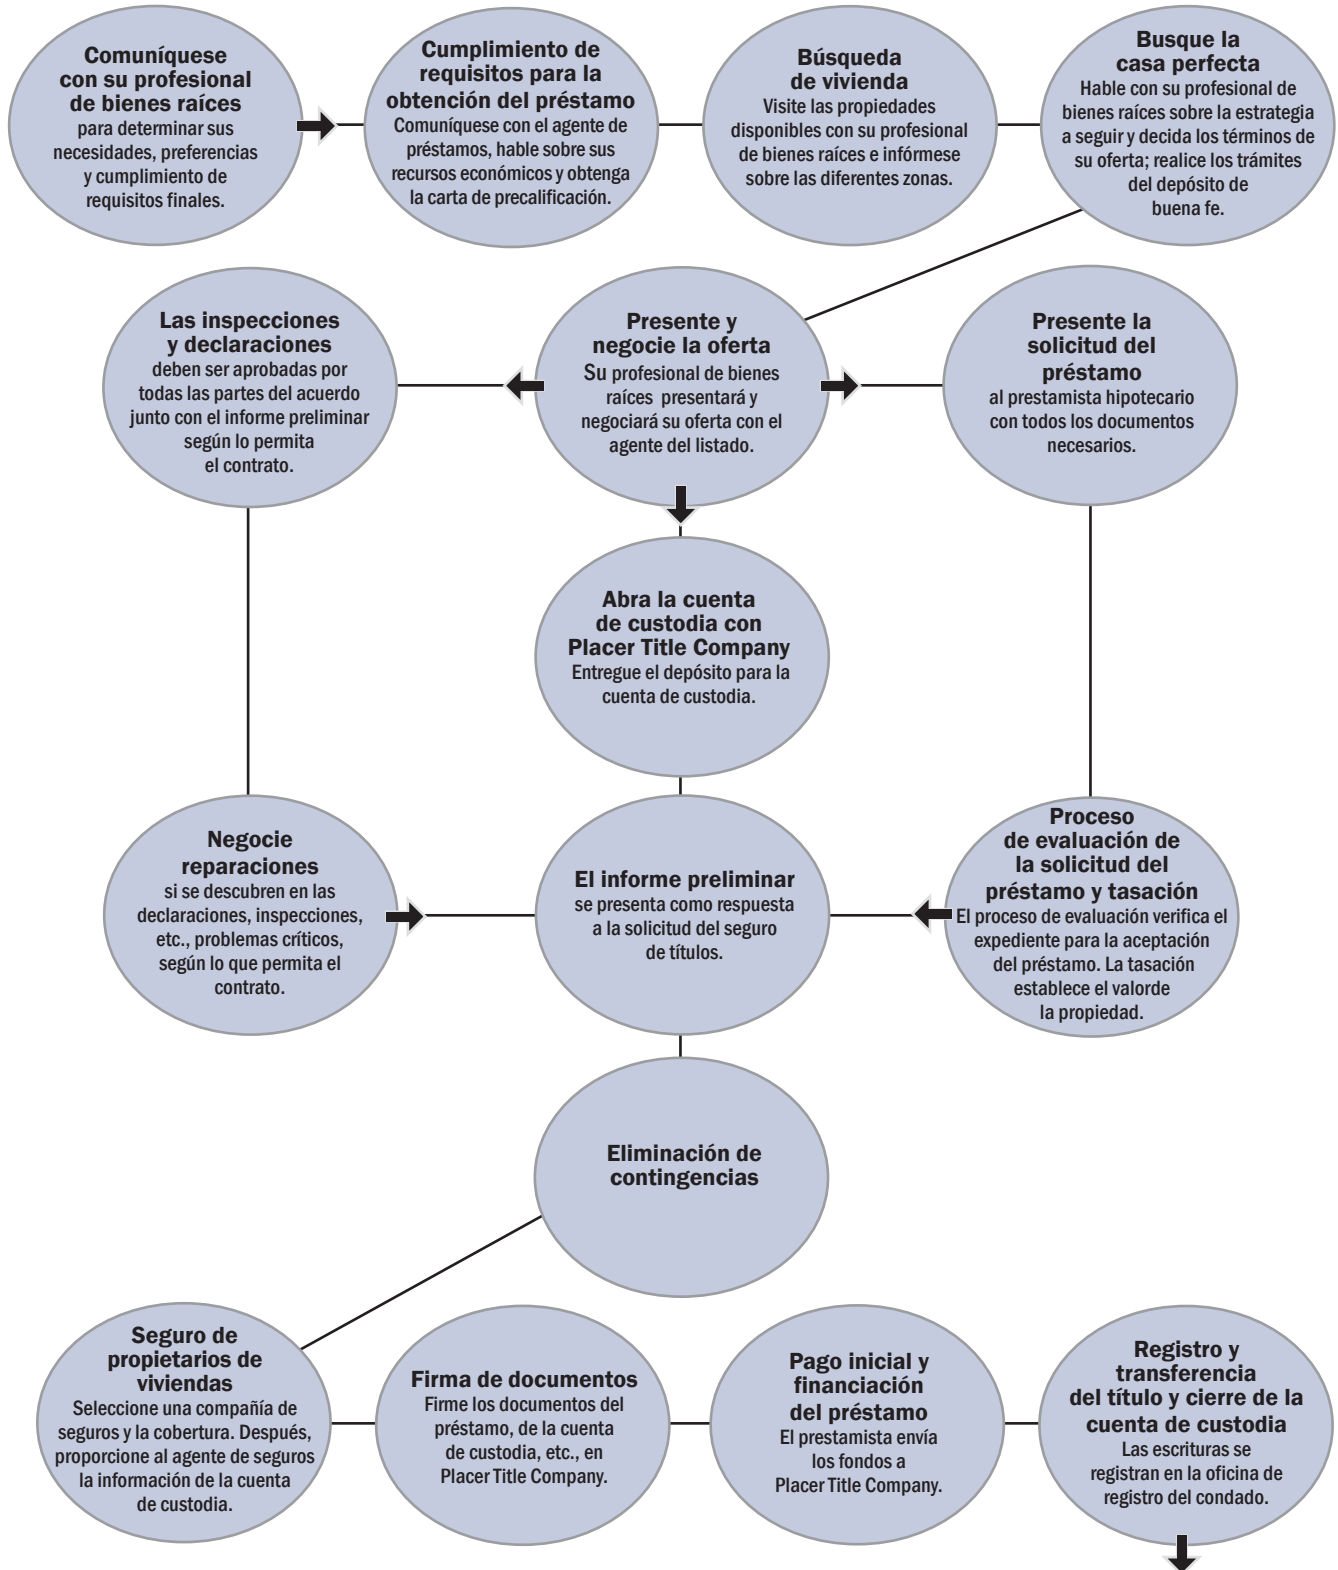 Comuníquese
con su profesional
de bienes raíces
para determinar sus
necesidades, preferencias
y cumplimiento de
requisitos finales.
Cumplimiento de
requisitos para la
obtención del préstamo
Comuníquese con el agente de
préstamos, hable sobre sus
recursos económicos y obtenga
la carta de precalificación.
Búsqueda
de vivienda
Visite las propiedades
disponibles con su profesional
de bienes raíces e infórmese
sobre las diferentes zonas.
Busque la
casa perfecta
Hable con su profesional de
bienes raíces sobre la estrategia
a seguir y decida los términos de
su oferta; realice los trámites
del depósito de
buena fe.
Las inspecciones
y declaraciones
deben ser aprobadas por
todas las partes del acuerdo
junto con el informe preliminar
según lo permita
el contrato.
Presente y
negocie la oferta
Su profesional de bienes
raíces presentará y
negociará su oferta con el
agente del listado.
Presente la
solicitud del
préstamo
al prestamista hipotecario
con todos los documentos
necesarios.
Abra la cuenta
de custodia con
Placer Title Company
Entregue el depósito para la
cuenta de custodia.
Negocie
reparaciones
si se descubren en las
declaraciones, inspecciones,
etc., problemas críticos,
según lo que permita el
contrato.
El informe preliminar
se presenta como respuesta
a la solicitud del seguro
de títulos.
Proceso
de evaluación de
la solicitud del
préstamo y tasación
El proceso de evaluación verifica el
expediente para la aceptación
del préstamo. La tasación
establece el valorde
la propiedad.
Eliminación de
contingencias
Seguro de
propietarios de
viviendas
Seleccione una compañía de
seguros y la cobertura. Después,
proporcione al agente de seguros
la información de la cuenta
de custodia.
Firma de documentos
Firme los documentos del
préstamo, de la cuenta
de custodia, etc., en
Placer Title Company.
Pago inicial y
financiación
del préstamo
El prestamista envía
los fondos a
Placer Title Company.
Registro y
transferencia
del título y cierre de la
cuenta de custodia
Las escrituras se
registran en la oficina de
registro del condado.